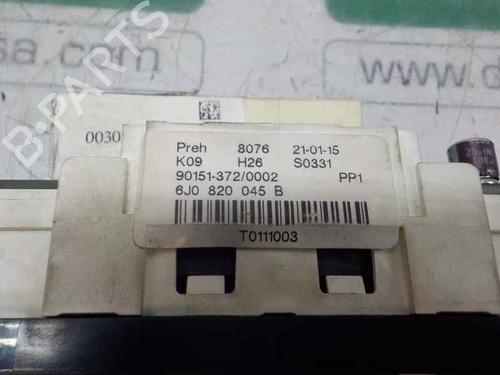 sa.com
do
B-PARTS
0030
Preh 8076 21-01-15
K09 H26 S0331
90151-372/0002 PP1
6J0 820 045 B
T0111003